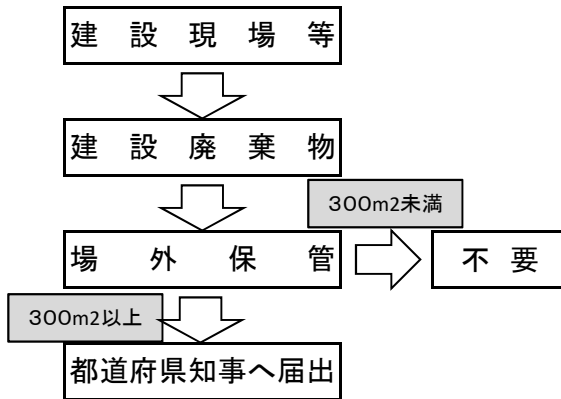 建設現場等
建設廃棄物
300m2未満
場外保管
不要
300m2以上
都道府県知事へ届出